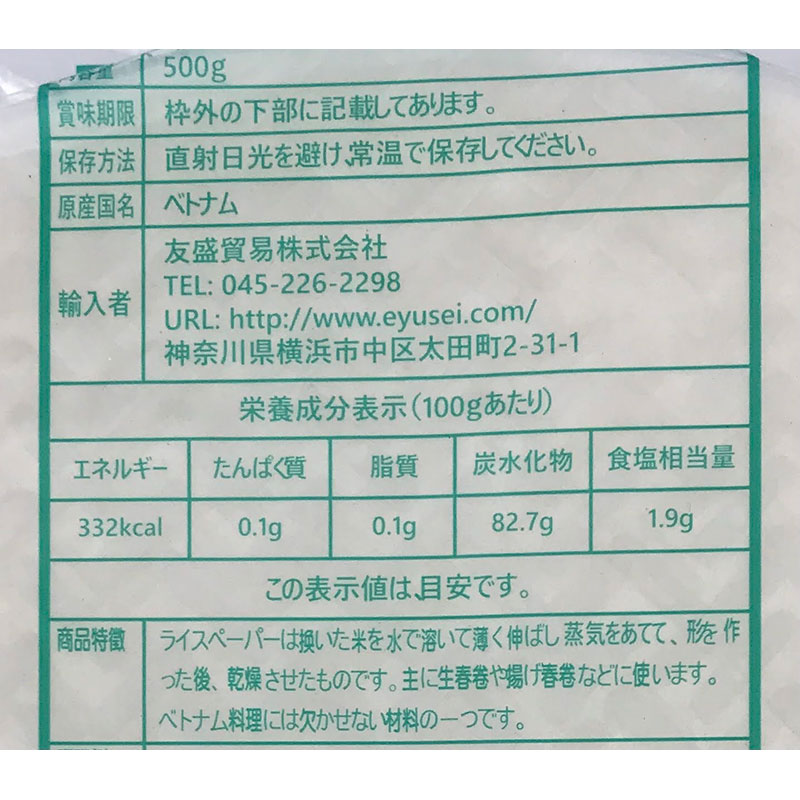 500g
賞味期限 枠外の下部に記載してあります。
保存方法 直射日光を避け、常温で保存してください。
原産国名 ベトナム
輸入者
友盛貿易株式会社
TEL: 045-226-2298
URL: http://www.eyusei.com/
神奈川県横浜市中区太田町2-31-1
栄養成分表示(100gあたり)
エネルギー たんぱく質 脂質 炭水化物 食塩相当量
332kcal 0.1g 0.1g 82.7g 1.9g
この表示値は、目安です。
商品特徴 ライスペーパーは挽いた米を水で溶いて薄く伸ばし蒸気をあてて、形を作
った後、乾燥させたものです。主に生春巻や揚げ春巻などに使います。
ベトナム料理には欠かせない材料の一つです。